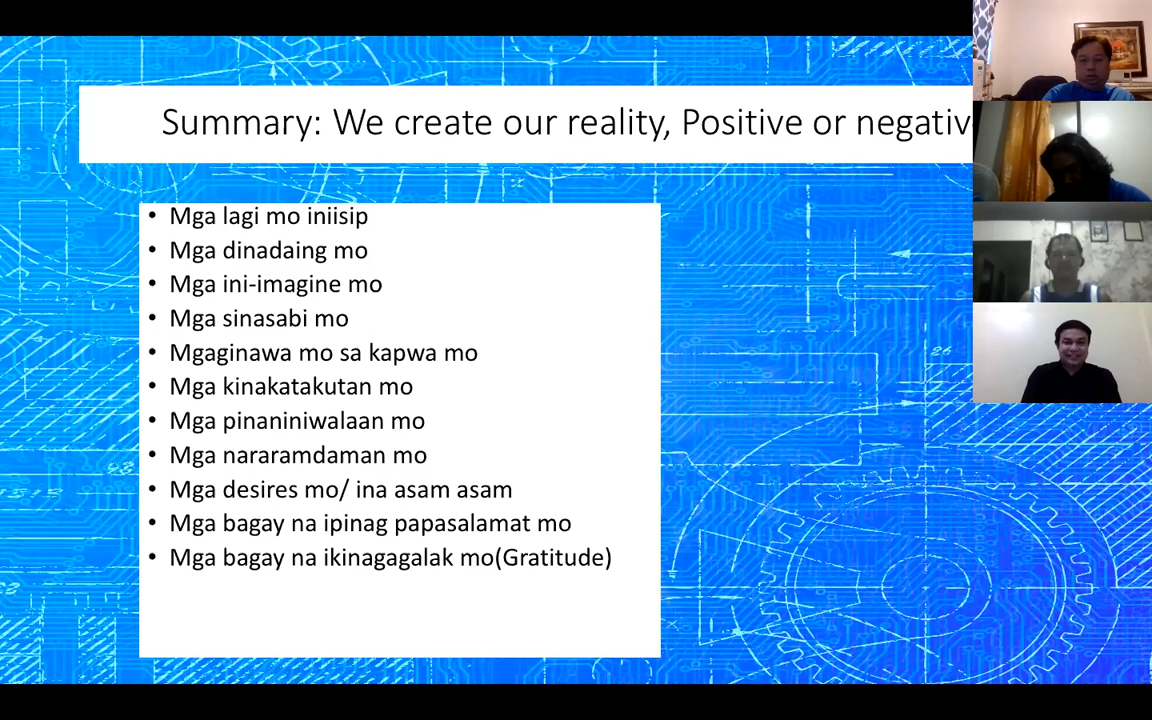 Summary: We create our reality, Positive or negativ
• Mga lagi mo iniisip
• Mga dinadaing mo
• Mga ini-imagine mo
• Mga sinasabi mo
• Mgaginawa mo sa kapwa mo
• Mga kinakatakutan mo
• Mga pinaniniwalaan mo
• Mga nararamdaman mo
• Mga desires mo/ ina asam asam
• Mga bagay na ipinag papasalamat mo
• Mga bagay na ikinagagalak mo(Gratitude)
26